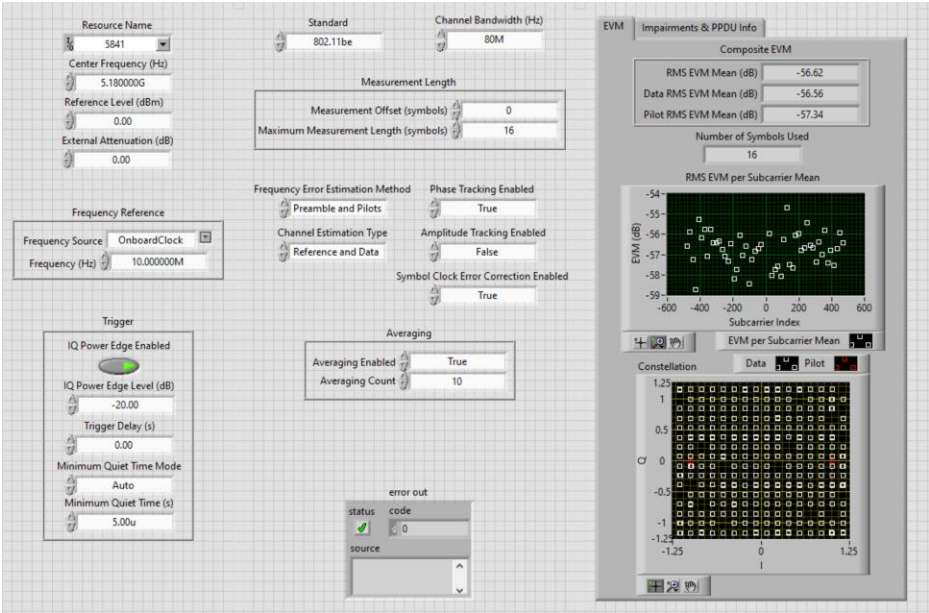 Resource Name
5841
Center Frequency (Hz)
5.180000G
Reference Level (dBm)
0.00
External Attenuation (dB)
0.00
Frequency Reference
Frequency Source OnboardClock
Frequency (Hz) 10.000000M
Trigger
IQ Power Edge Enabled
IQ Power Edge Level (dB)
-20.00
Trigger Delay (s)
0.00
Minimum Quiet Time Mode
Auto
Minimum Quiet Time (s)
5.00u
Standard
802.11be
Channel Bandwidth (Hz)
80M
Measurement Length
Measurement Offset (symbols) 0
Maximum Measurement Length (symbols) 16
Frequency Error Estimation Method
Preamble and Pilots
Phase Tracking Enabled
True
Channel Estimation Type
Reference and Data
Amplitude Tracking Enabled
False
Symbol Clock Error Correction Enabled
True
Averaging
Averaging Enabled True
Averaging Count 10
error out
status code
0
source
EVM Impairments & PPDU Info
Composite EVM
RMS EVM Mean (dB) -56.62
Data RMS EVM Mean (dB) -56.56
Pilot RMS EVM Mean (dB) -57.34
Number of Symbols Used
16
RMS EVM per Subcarrier Mean
EVM (dB)
-54
-55
-56
-57
-58
-59
-600 -400 -200 0 200 400 600
Subcarrier Index
EVM per Subcarrier Mean
Constellation Data Pilot
Q
1.25
1
0.5
0
-0.5
-1
-1.25
-1.25 0 1.25
I